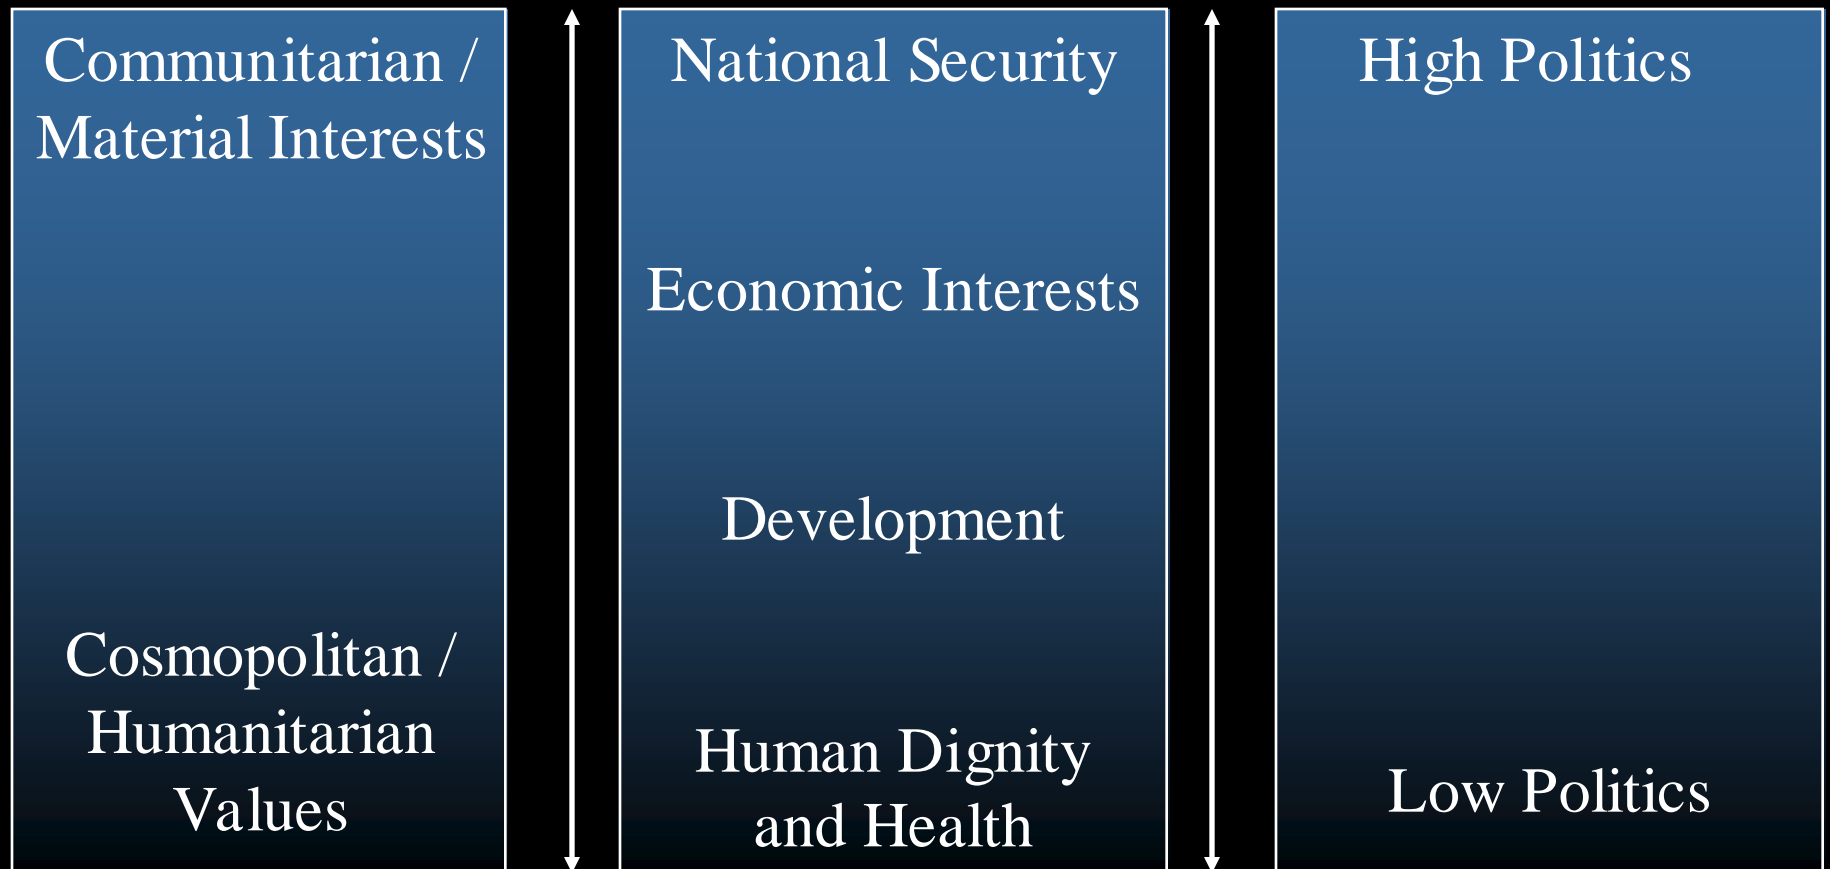 Communitarian /
Material Interests
Cosmopolitan /
Humanitarian
Values
National Security
Economic Interests
Development
Human Dignity
and Health
High Politics
Low Politics